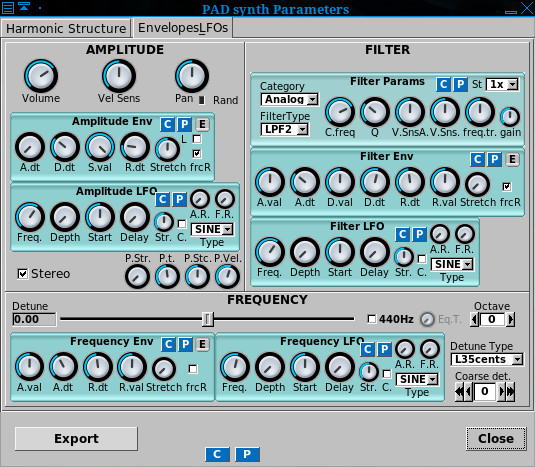 PAD synth Parameters
Harmonic Structure Envelopes_LFOs
AMPLITUDE
Volume Vel Sens Pan Rand
Amplitude Env C P E
L
A.dt D.dt S.val R.dt Stretch frcR
Amplitude LFO C P
A.R. F.R.
Freq. Depth Start Delay Str. C. SINE
Type
Stereo
P.Str. P.t. P.Stc. P.Vel.
FILTER
Filter Params C P St 1x
Category
Analog
FilterType
LPF2
C.freq Q V.SnsA. V.Sns. freq.tr. gain
Filter Env C P E
A.val A.dt D.val D.dt R.dt R.val Stretch frcR
Filter LFO C P
A.R. F.R.
Freq. Depth Start Delay Str. C. SINE
Type
FREQUENCY
Detune
0.00 440Hz Eq.T.
Octave
0
Frequency Env C P E
A.val A.dt R.dt R.val Stretch frcR
Frequency LFO C P
A.R. F.R.
Freq. Depth Start Delay Str. C. SINE
Type
Detune Type
L35cents
Coarse det.
0
Export C P Close